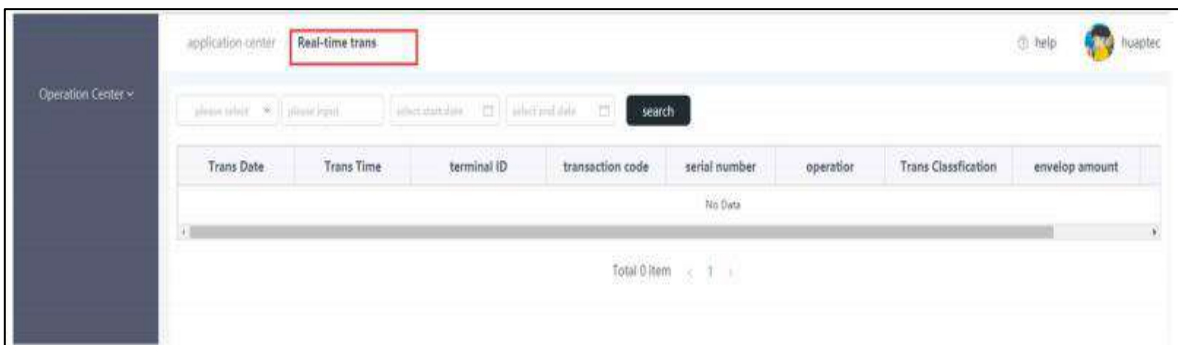 application center Real-time trans help huaptec
Operation Center
please select please input select start date select end date search
Trans Date Trans Time terminal ID transaction code serial number operatior Trans Classfication envelop amount
No Data
Total 0 item < 1 >